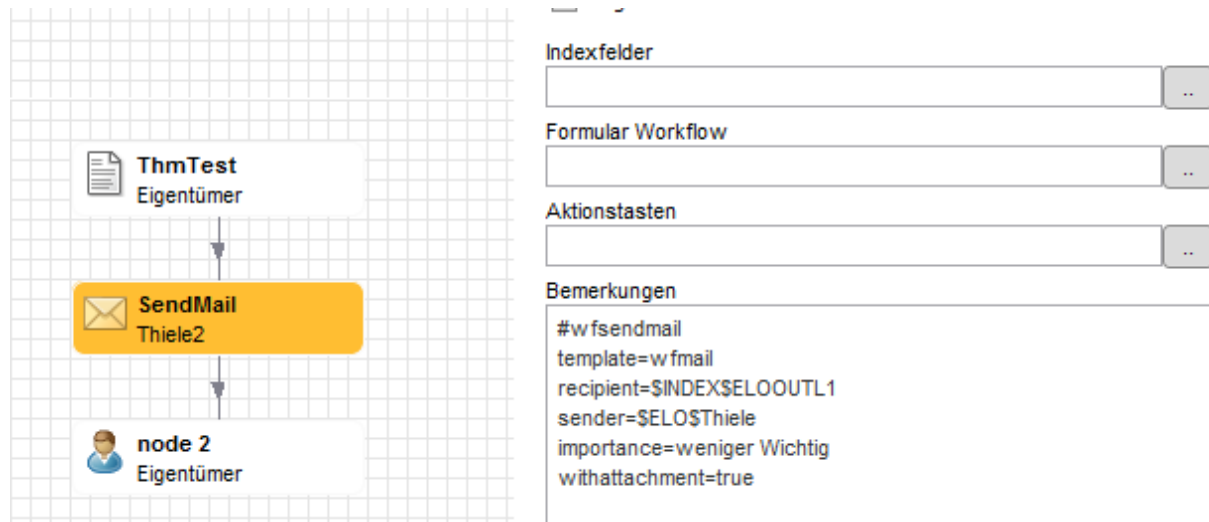 ThmTest
Eigentümer
SendMail
Thiele2
node 2
Eigentümer
Indexfelder
..
Formular Workflow
..
Aktionstasten
..
Bemerkungen
#wfsendmail
template=wfmail
recipient=$INDEX$ELOOUTL1
sender=$ELO$Thiele
importance=weniger Wichtig
withattachment=true